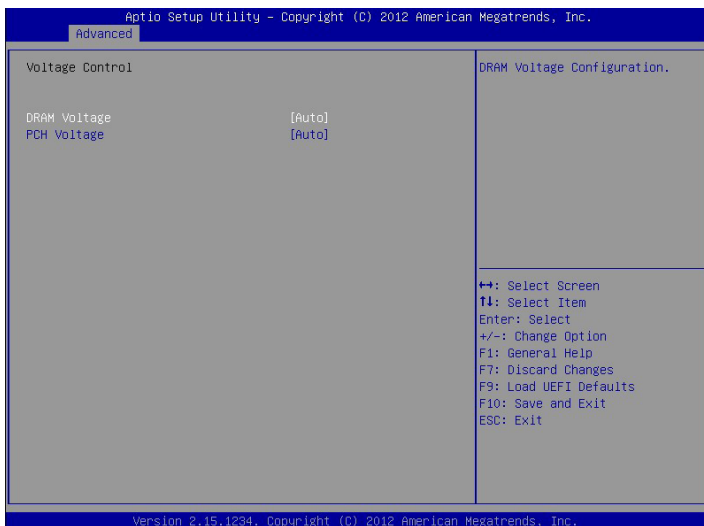 Aptio Setup Utility – Copyright (C) 2012 American Megatrends, Inc.
Advanced
Voltage Control
DRAM Voltage [Auto]
PCH Voltage [Auto]
DRAM Voltage Configuration.
↔: Select Screen
↑↓: Select Item
Enter: Select
+/-: Change Option
F1: General Help
F7: Discard Changes
F9: Load UEFI Defaults
F10: Save and Exit
ESC: Exit
Version 2.15.1234. Copyright (C) 2012 American Megatrends, Inc.